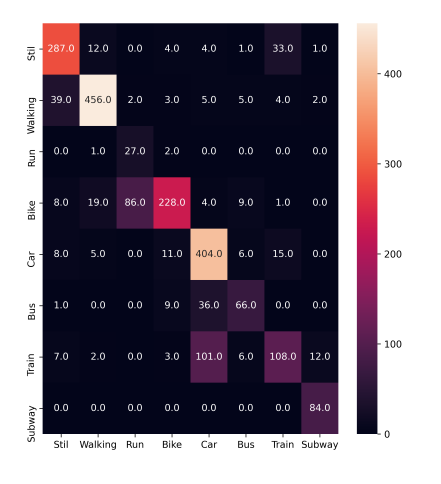 Stil 287.0 12.0 0.0 4.0 4.0 1.0 33.0 1.0
Walking 39.0 456.0 2.0 3.0 5.0 5.0 4.0 2.0
Run 0.0 1.0 27.0 2.0 0.0 0.0 0.0 0.0
Bike 8.0 19.0 86.0 228.0 4.0 9.0 1.0 0.0
Car 8.0 5.0 0.0 11.0 404.0 6.0 15.0 0.0
Bus 1.0 0.0 0.0 9.0 36.0 66.0 0.0 0.0
Train 7.0 2.0 0.0 3.0 101.0 6.0 108.0 12.0
Subway 0.0 0.0 0.0 0.0 0.0 0.0 0.0 84.0
Stil Walking Run Bike Car Bus Train Subway
400
300
200
100
0